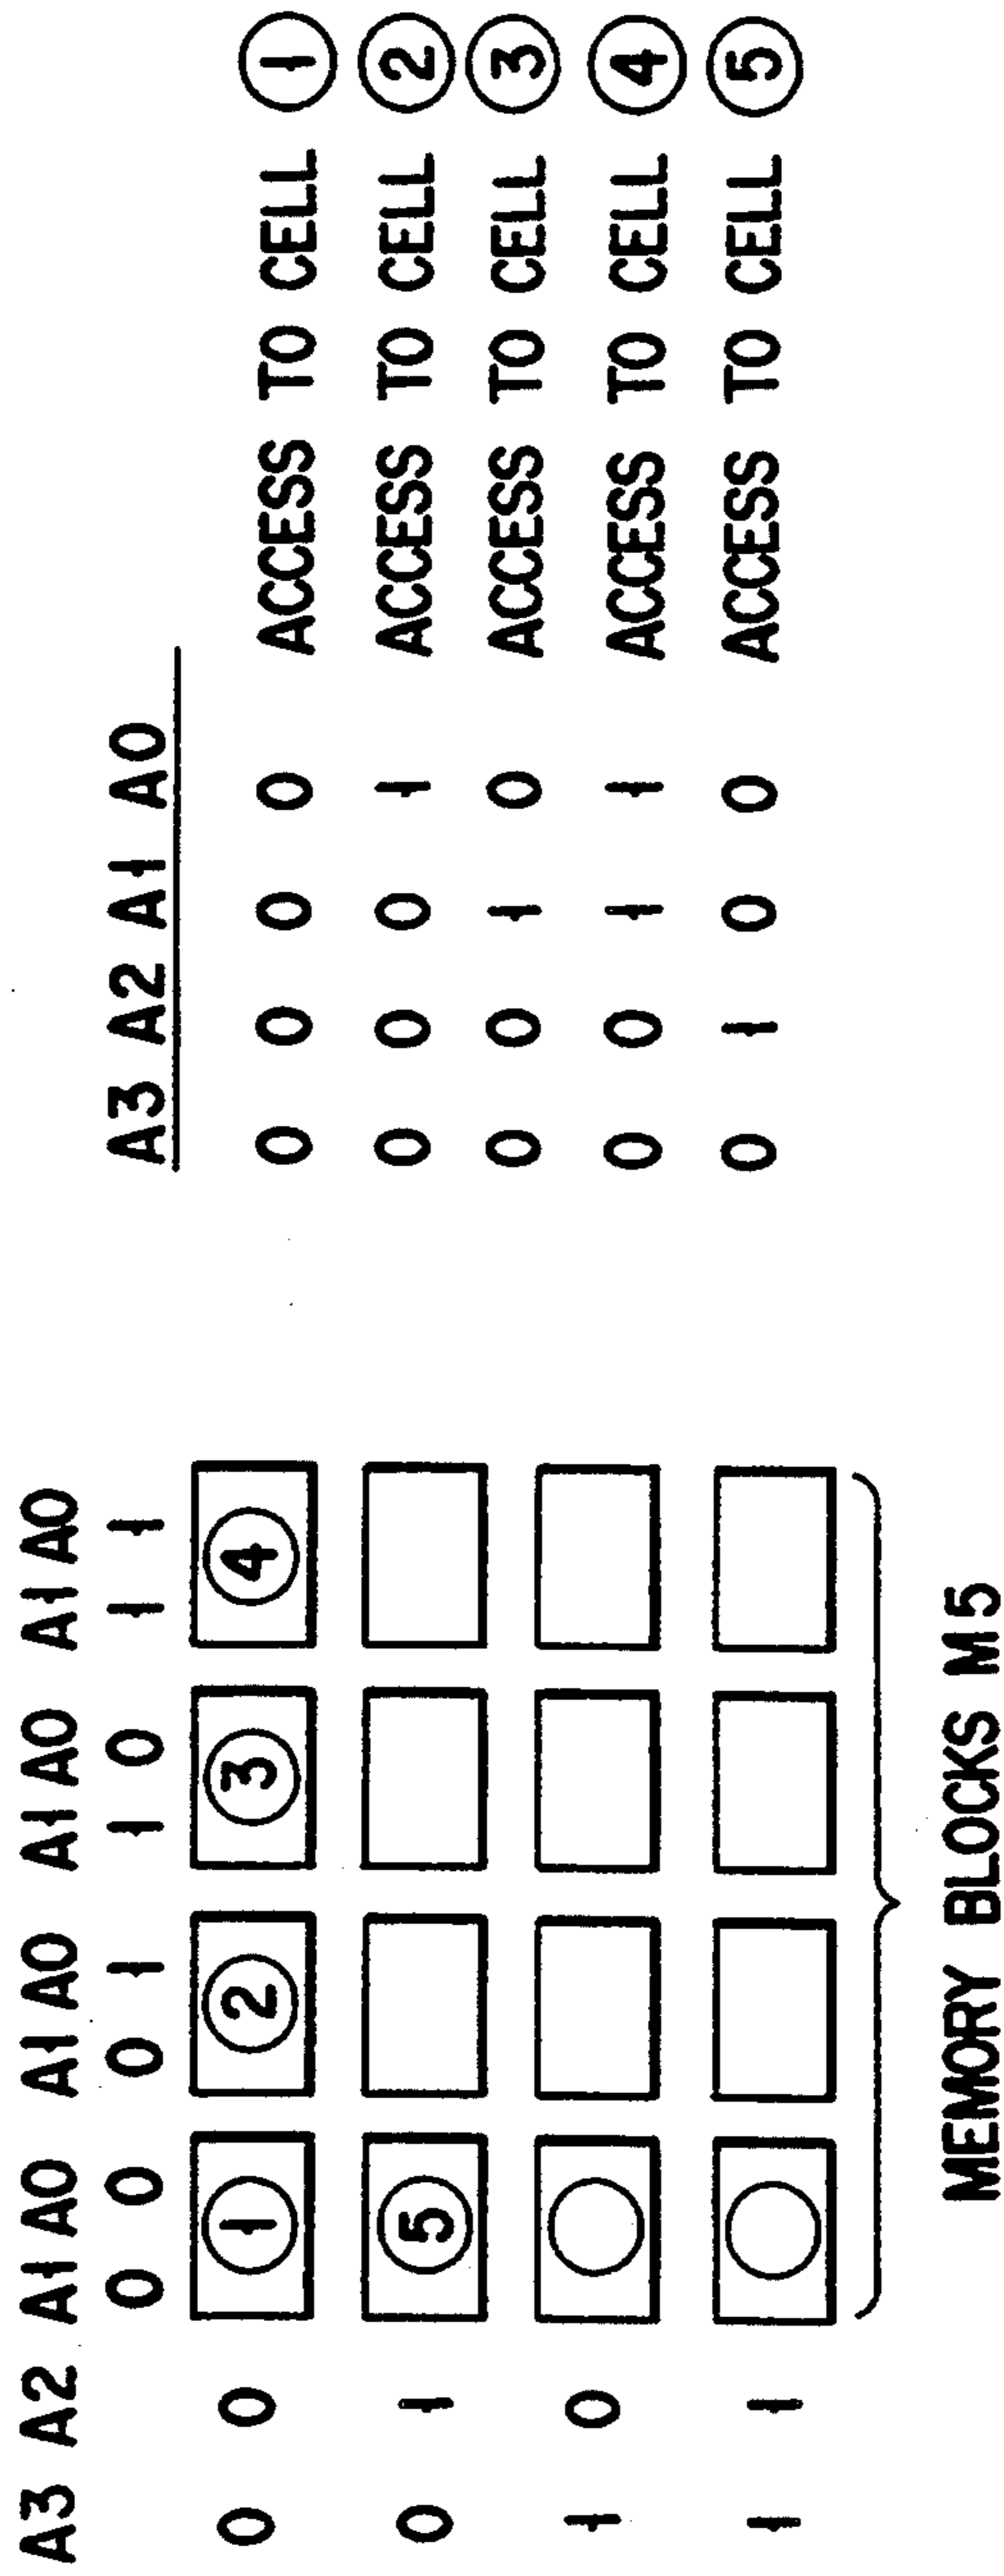 A3 A2 A1 A0 A1 A0 A1 A0 A1 A0
0 0 0 1 1 0 1 1
0 0 ① ② ③ ④
0 1 ⑤
1 0
1 1
MEMORY BLOCKS M5
A3 A2 A1 A0
0 0 0 0 ACCESS TO CELL ①
0 0 0 1 ACCESS TO CELL ②
0 0 1 0 ACCESS TO CELL ③
0 0 1 1 ACCESS TO CELL ④
0 1 0 0 ACCESS TO CELL ⑤